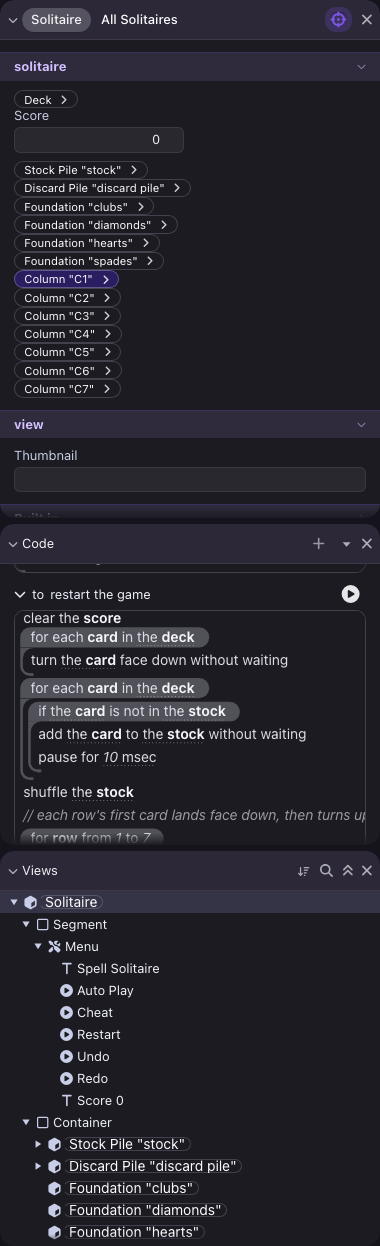 Solitaire All Solitaires
solitaire
Deck
Score
0
Stock Pile "stock"
Discard Pile "discard pile"
Foundation "clubs"
Foundation "diamonds"
Foundation "hearts"
Foundation "spades"
Column "C1"
Column "C2"
Column "C3"
Column "C4"
Column "C5"
Column "C6"
Column "C7"
view
Thumbnail
Code
to restart the game
clear the score
for each card in the deck
turn the card face down without waiting
for each card in the deck
if the card is not in the stock
add the card to the stock without waiting
pause for 10 msec
shuffle the stock
// each row's first card lands face down, then turns up
for row from 1 to 7
Views
Solitaire
Segment
Menu
Spell Solitaire
Auto Play
Cheat
Restart
Undo
Redo
Score 0
Container
Stock Pile "stock"
Discard Pile "discard pile"
Foundation "clubs"
Foundation "diamonds"
Foundation "hearts"